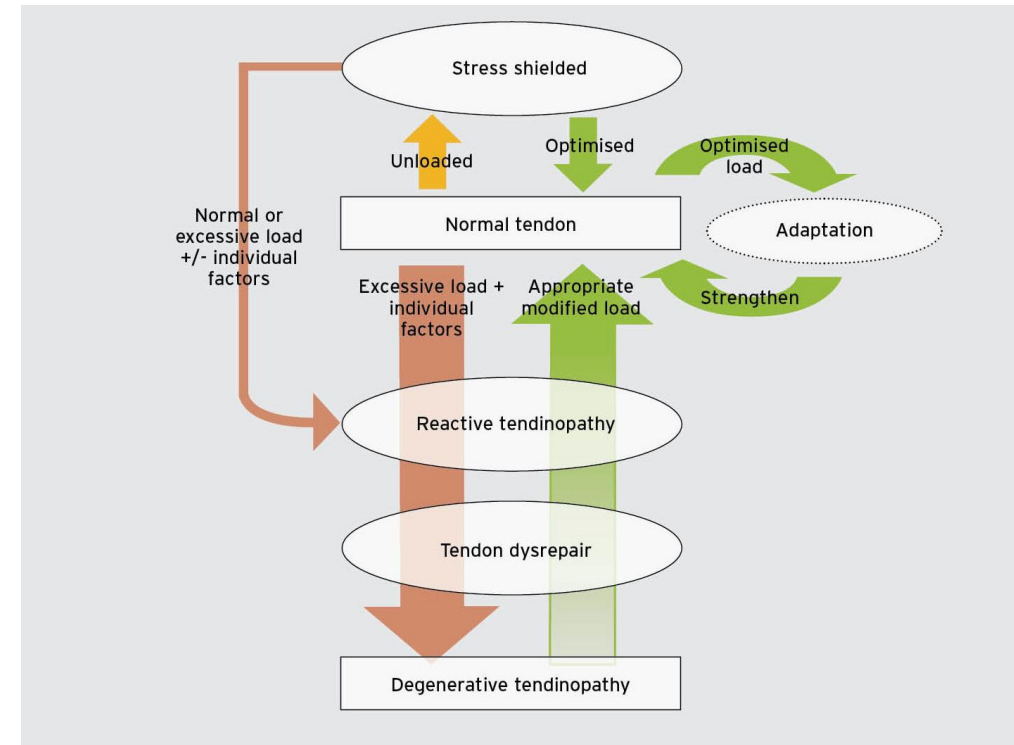 Stress shielded
Unloaded
Optimised
Optimised
load
Normal or
excessive load
+/- individual
factors
Normal tendon
Adaptation
Excessive load +
individual
factors
Appropriate
modified load
Strengthen
Reactive tendinopathy
Tendon dysrepair
Degenerative tendinopathy